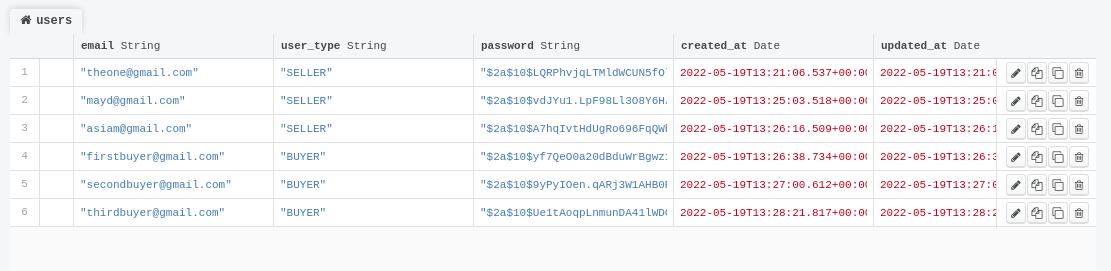 users
email String user_type String password String created_at Date updated_at Date
1 "theone@gmail.com" "SELLER" "$2a$10$LQRPhvjqLTMldWCUN5fO 2022-05-19T13:21:06.537+00:00 2022-05-19T13:21:0
2 "mayd@gmail.com" "SELLER" "$2a$10$vdJYu1.LpF98Ll3O8Y6H 2022-05-19T13:25:03.518+00:00 2022-05-19T13:25:0
3 "asiam@gmail.com" "SELLER" "$2a$10$A7hqIvtHdUgRo696FqQW 2022-05-19T13:26:16.509+00:00 2022-05-19T13:26:1
4 "firstbuyer@gmail.com" "BUYER" "$2a$10$yf7QeO0a20dBduWrBgwz 2022-05-19T13:26:38.734+00:00 2022-05-19T13:26:3
5 "secondbuyer@gmail.com" "BUYER" "$2a$10$9yPyIOen.qARj3W1AHB0 2022-05-19T13:27:00.612+00:00 2022-05-19T13:27:0
6 "thirdbuyer@gmail.com" "BUYER" "$2a$10$Ue1tAoqpLnmunDA41lWD 2022-05-19T13:28:21.817+00:00 2022-05-19T13:28:2